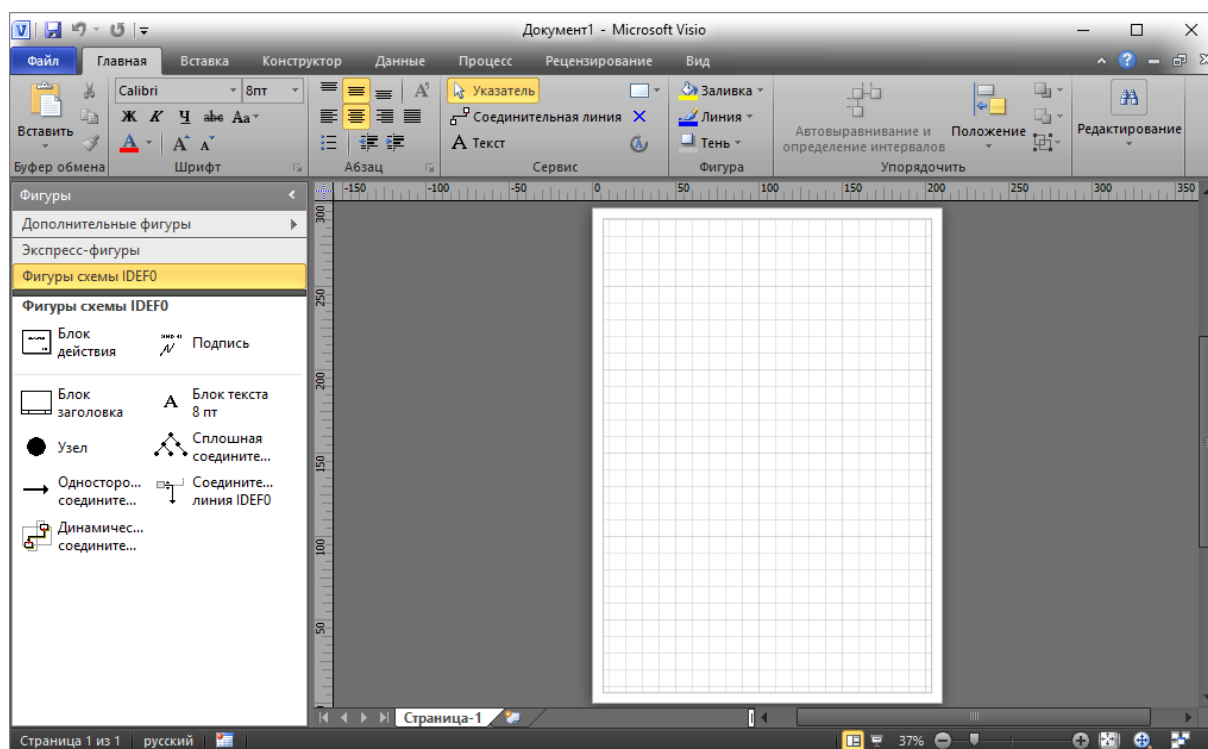 Документ1 - Microsoft Visio
Файл Главная Вставка Конструктор Данные Процесс Рецензирование Вид
Calibri 8пт
Указатель
Заливка
Вставить
Ж К Ч abc Aa
Соединительная линия
Линия
Автовыравнивание и определение интервалов
Положение
Редактирование
A Текст
Тень
Буфер обмена Шрифт Абзац Сервис Фигура Упорядочить
Фигуры
Дополнительные фигуры
Экспресс-фигуры
Фигуры схемы IDEF0
Фигуры схемы IDEF0
Блок
действия
Подпись
Блок
заголовка
Блок текста
8 пт
Узел
Сплошная
соедините...
Односторо...
соедините...
Соедините...
линия IDEF0
Динамичес...
соедините...
-150 -100 -50 0 50 100 150 200 250 300 350
300
250
200
150
100
50
Страница-1
Страница 1 из 1 русский 37%